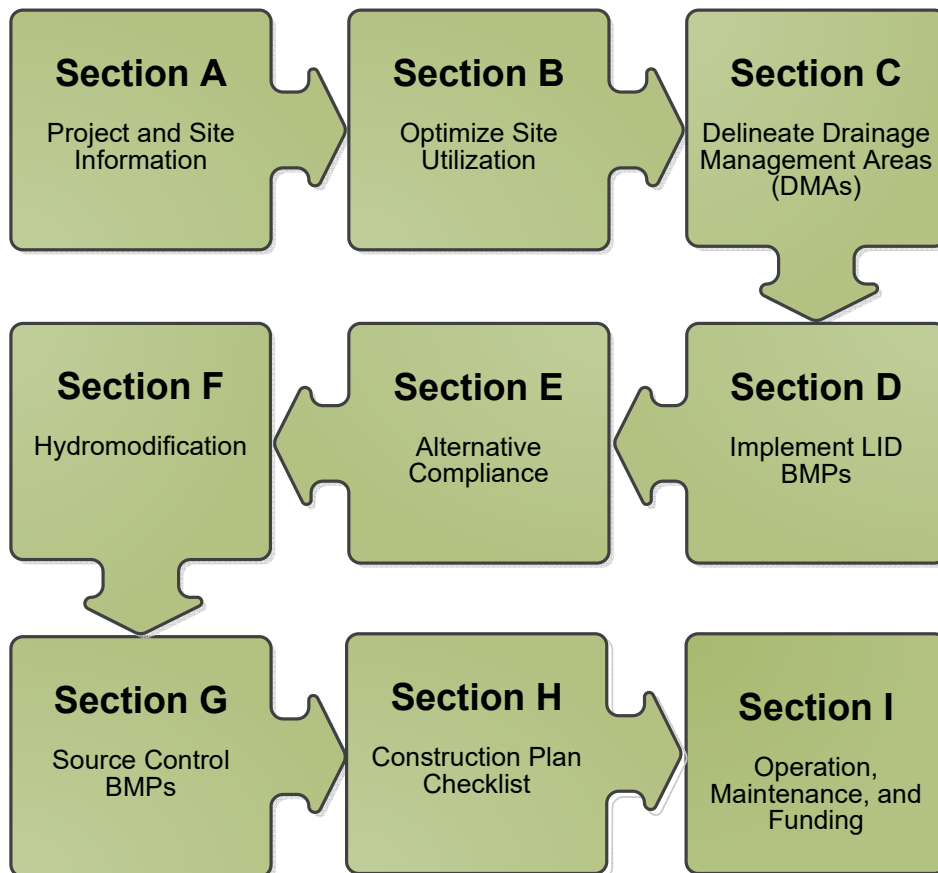 Section A
Project and Site
Information
Section B
Optimize Site
Utilization
Section C
Delineate Drainage
Management Areas
(DMAs)
Section D
Implement LID
BMPs
Section E
Alternative
Compliance
Section F
Hydromodification
Section G
Source Control
BMPs
Section H
Construction Plan
Checklist
Section I
Operation,
Maintenance, and
Funding